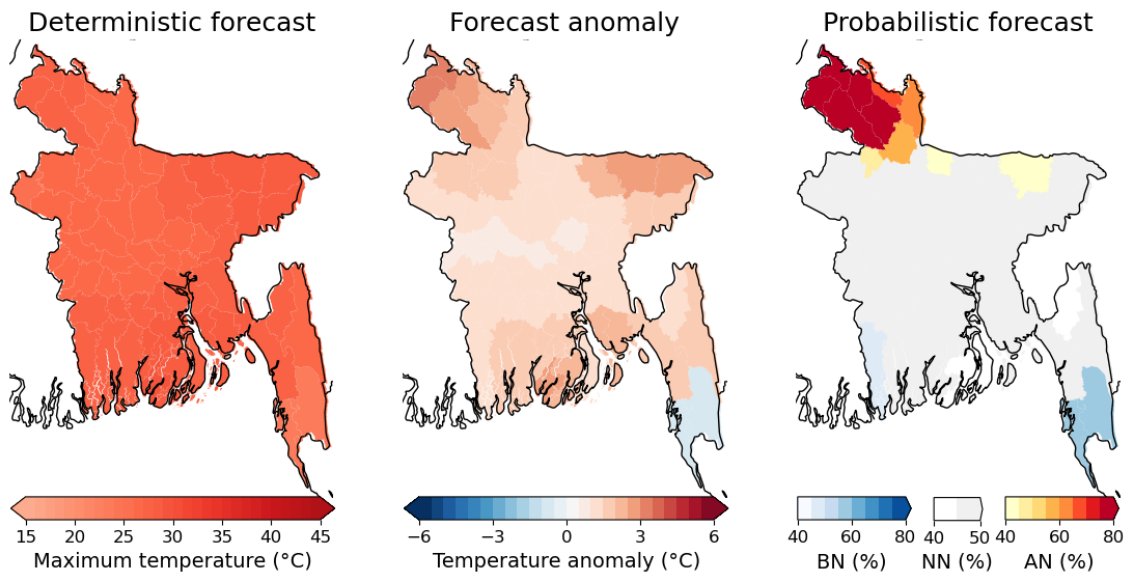 Deterministic forecast
Forecast anomaly
Probabilistic forecast
15 20 25 30 35 40 45
Maximum temperature (°C)
−6 −3 0 3 6
Temperature anomaly (°C)
40 60 80
BN (%)
40 50
NN (%)
40 60 80
AN (%)